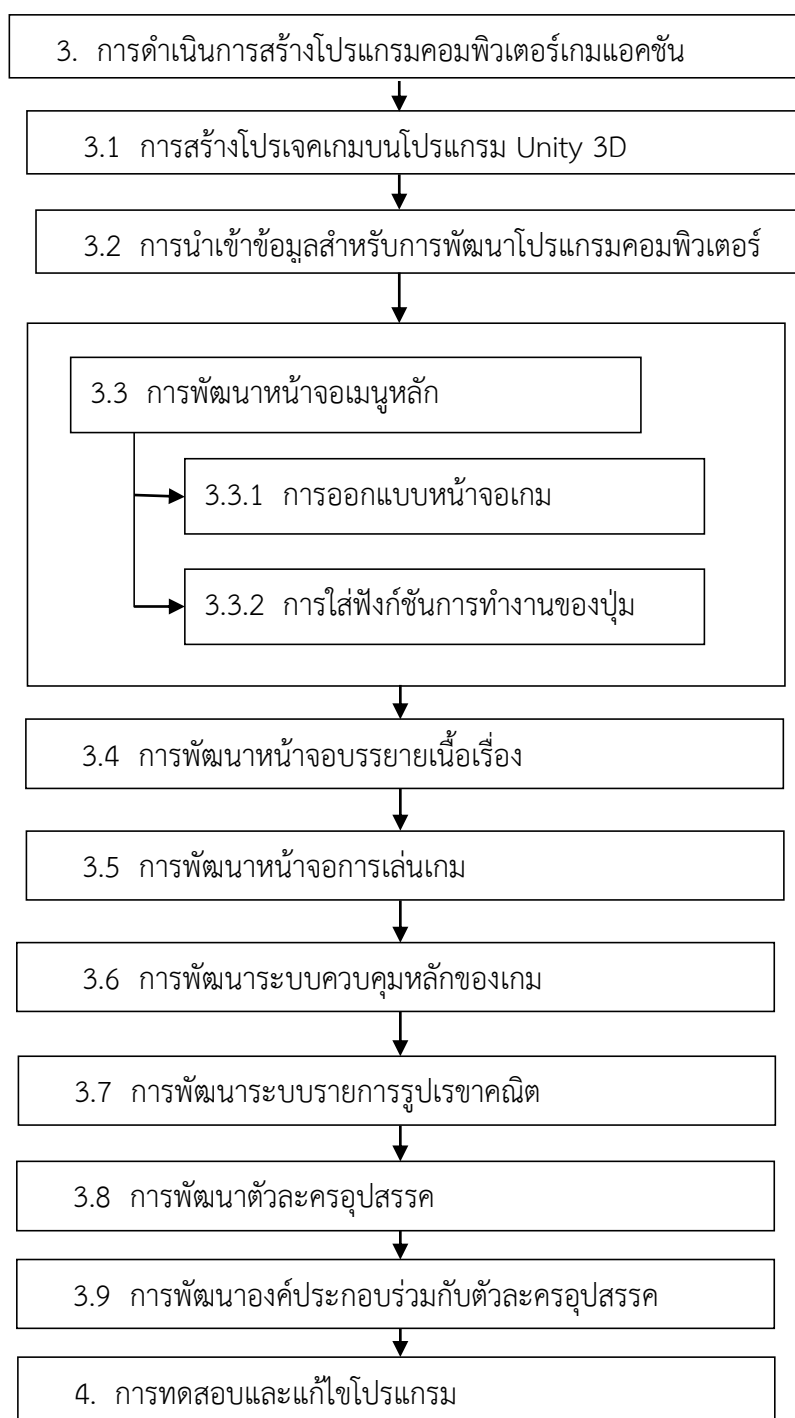 3. การดำเนินการสร้างโปรแกรมคอมพิวเตอร์เกมแอคชัน
3.1 การสร้างโปรเจคเกมบนโปรแกรม Unity 3D
3.2 การนำเข้าข้อมูลสำหรับการพัฒนาโปรแกรมคอมพิวเตอร์
3.3 การพัฒนาหน้าจอเมนูหลัก
3.3.1 การออกแบบหน้าจอเกม
3.3.2 การใส่ฟังก์ชันการทำงานของปุ่ม
3.4 การพัฒนาหน้าจอบรรยายเนื้อเรื่อง
3.5 การพัฒนาหน้าจอการเล่นเกม
3.6 การพัฒนาระบบควบคุมหลักของเกม
3.7 การพัฒนาระบบรายการรูปเรขาคณิต
3.8 การพัฒนาตัวละครอุปสรรค
3.9 การพัฒนาองค์ประกอบร่วมกับตัวละครอุปสรรค
4. การทดสอบและแก้ไขโปรแกรม